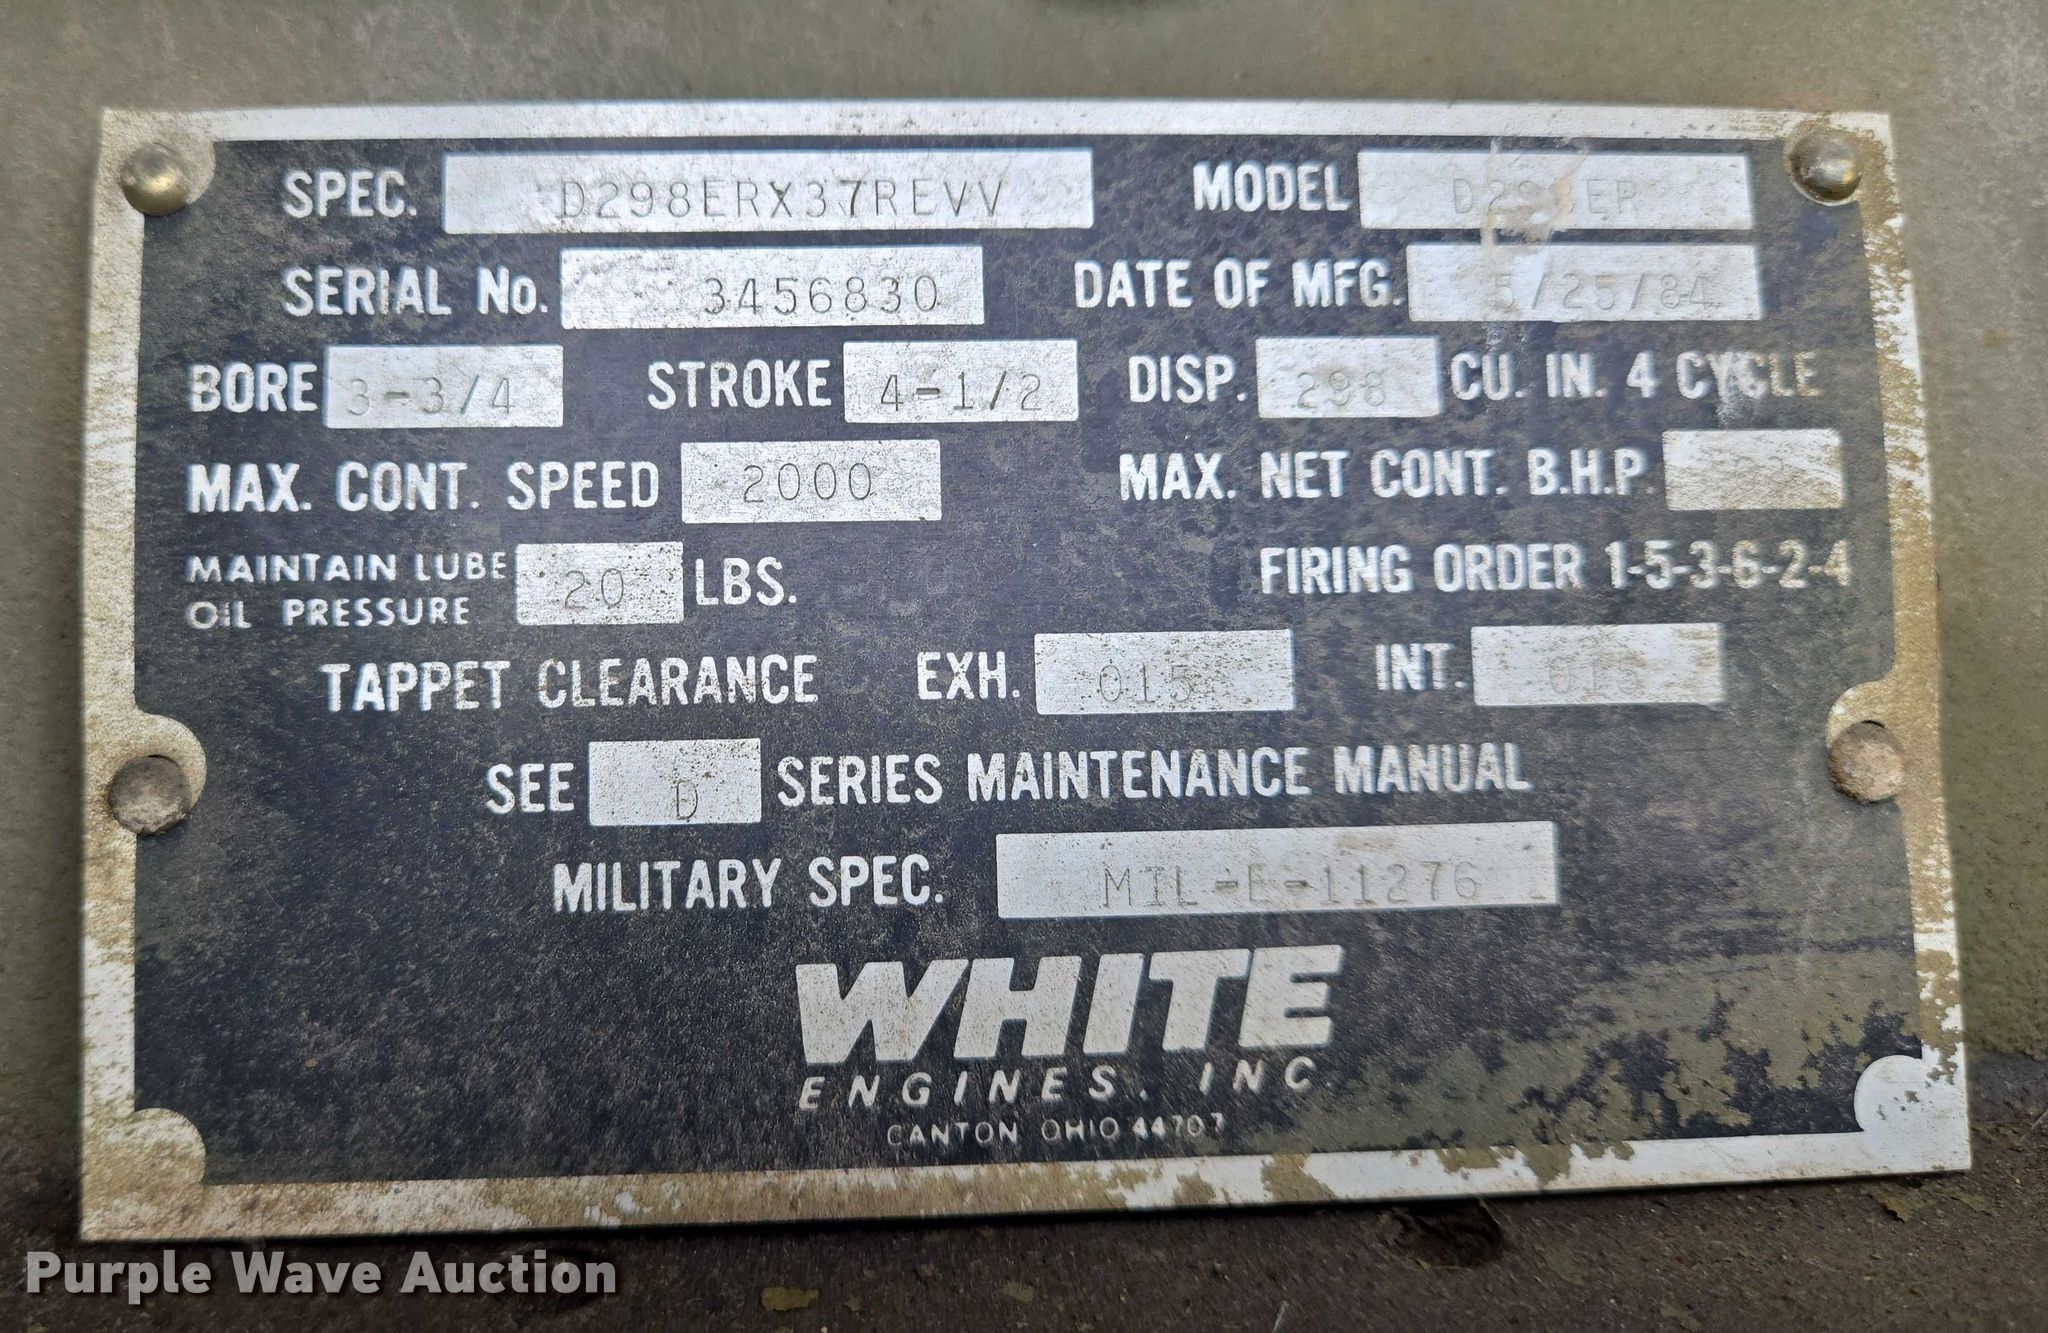 SPEC. D298ERX37REVV MODEL D298ER
SERIAL No. 3456830 DATE OF MFG. 5/25/84
BORE 3-3/4 STROKE 4-1/2 DISP. 298 CU. IN. 4 CYCLE
MAX. CONT. SPEED 2000 MAX. NET CONT. B.H.P.
MAINTAIN LUBE
OIL PRESSURE 20 LBS. FIRING ORDER 1-5-3-6-2-4
TAPPET CLEARANCE EXH. 015 INT.
SEE D SERIES MAINTENANCE MANUAL
MILITARY SPEC. MIL-E-11276
WHITE
ENGINES, INC.
CANTON OHIO 44707
Purple Wave Auction